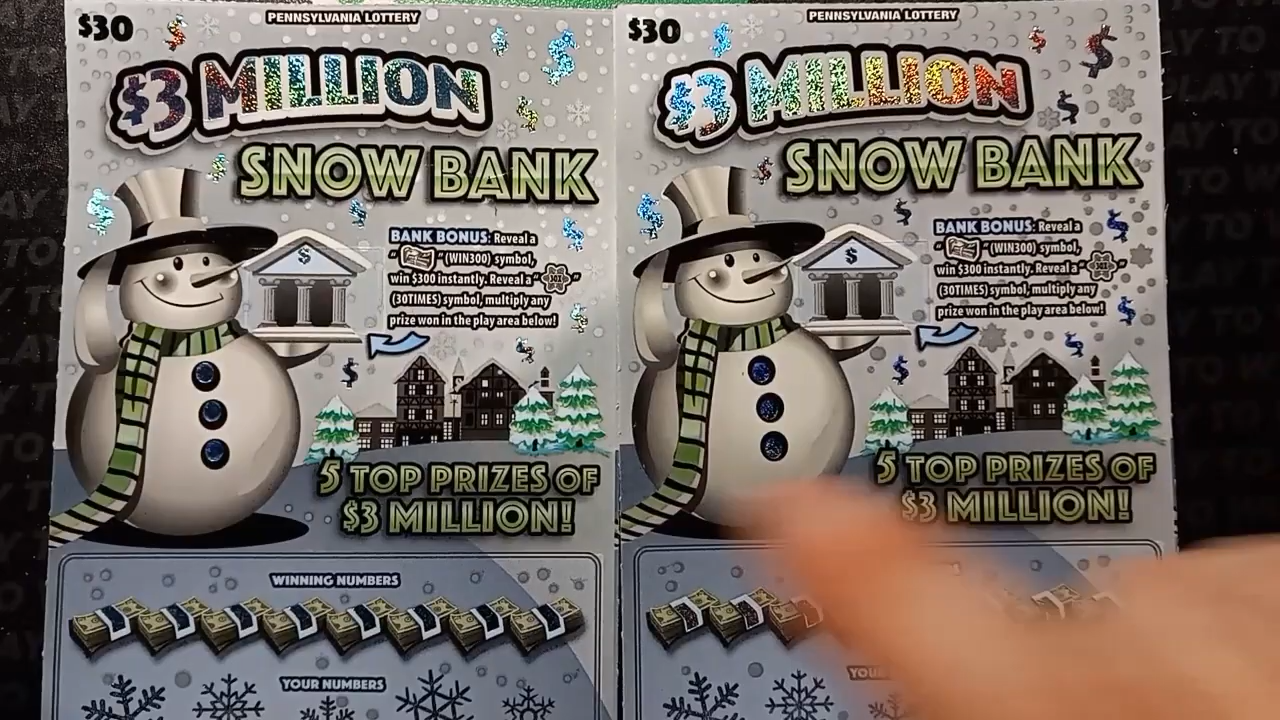 PENNSYLVANIA LOTTERY
$30
$3 MILLION
SNOW BANK
BANK BONUS: Reveal a
" " (WIN300) symbol,
win $300 instantly. Reveal a " 30X "
(30TIMES) symbol, multiply any
prize won in the play area below!
$
5 TOP PRIZES OF
$3 MILLION!
WINNING NUMBERS
YOUR NUMBERS
PENNSYLVANIA LOTTERY
$30
$3 MILLION
SNOW BANK
BANK BONUS: Reveal a
" " (WIN300) symbol,
win $300 instantly. Reveal a " 30X "
(30TIMES) symbol, multiply any
prize won in the play area below!
$
5 TOP PRIZES OF
$3 MILLION!